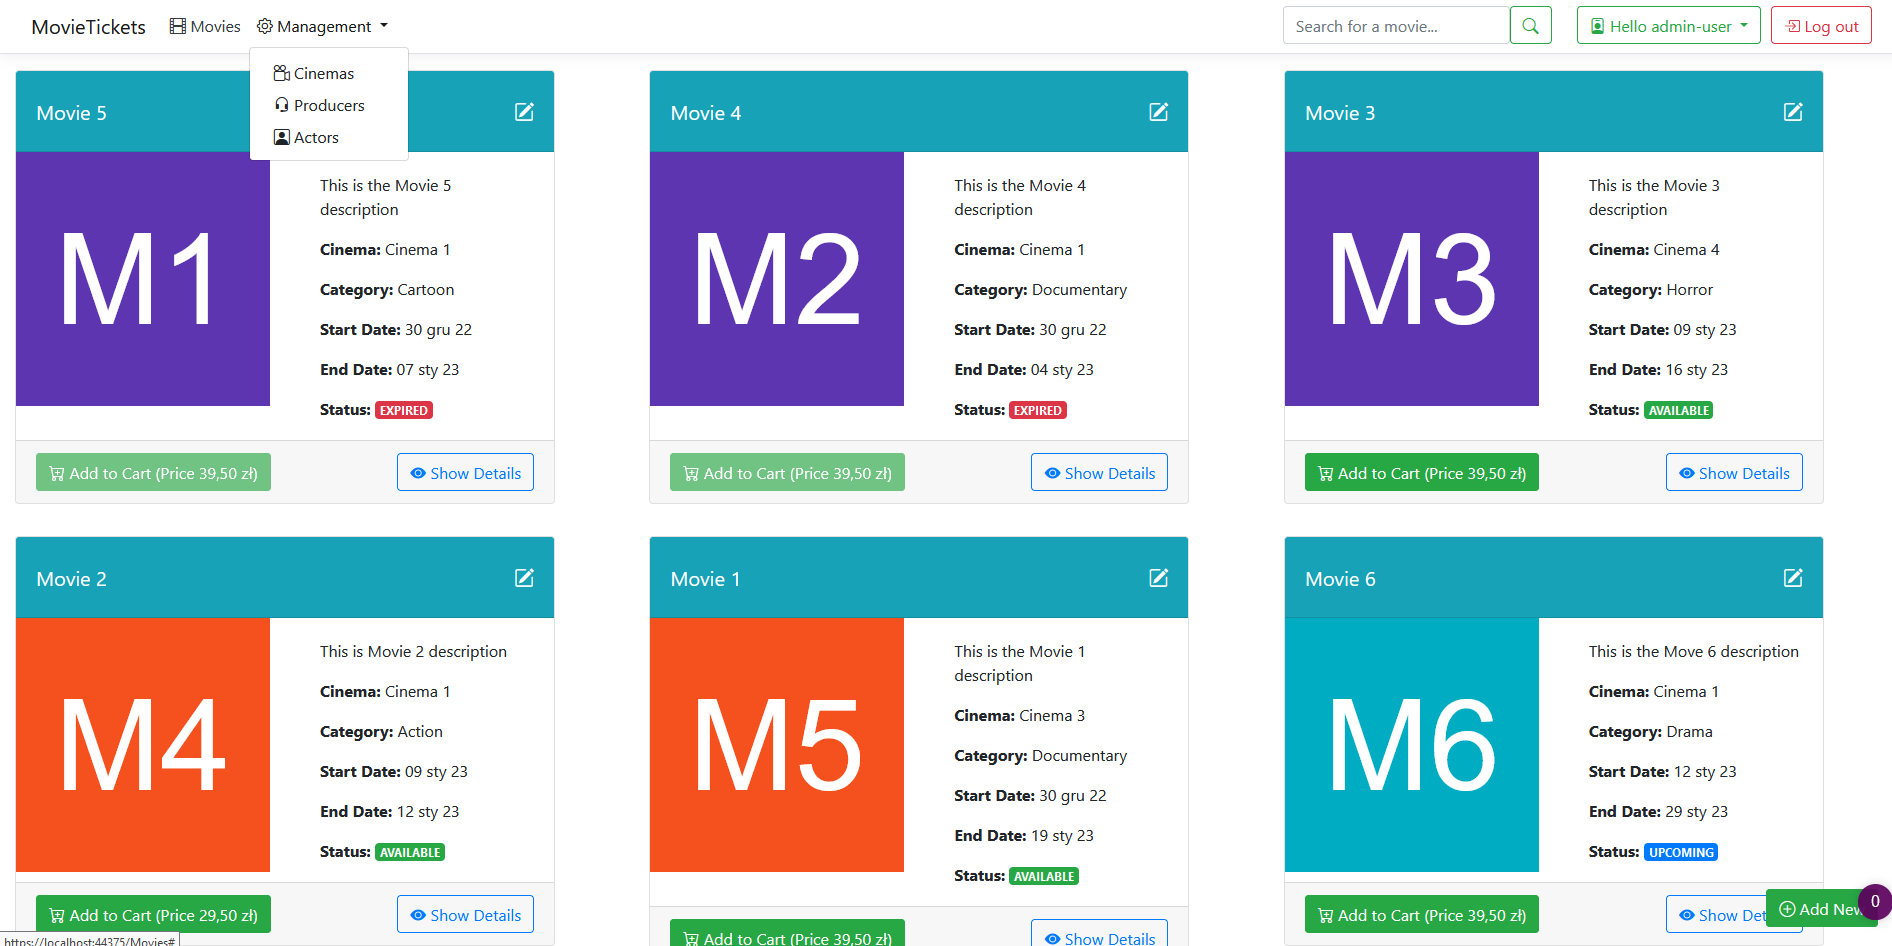 MovieTickets
Movies
Management
Search for a movie...
Hello admin-user
Log out
Cinemas
Producers
Actors
Movie 5
M1
This is the Movie 5
description
Cinema: Cinema 1
Category: Cartoon
Start Date: 30 gru 22
End Date: 07 sty 23
Status: EXPIRED
Add to Cart (Price 39,50 zł)
Show Details
Movie 4
M2
This is the Movie 4
description
Cinema: Cinema 1
Category: Documentary
Start Date: 30 gru 22
End Date: 04 sty 23
Status: EXPIRED
Add to Cart (Price 39,50 zł)
Show Details
Movie 3
M3
This is the Movie 3
description
Cinema: Cinema 4
Category: Horror
Start Date: 09 sty 23
End Date: 16 sty 23
Status: AVAILABLE
Add to Cart (Price 39,50 zł)
Show Details
Movie 2
M4
This is Movie 2 description
Cinema: Cinema 1
Category: Action
Start Date: 09 sty 23
End Date: 12 sty 23
Status: AVAILABLE
Add to Cart (Price 29,50 zł)
Show Details
Movie 1
M5
This is the Movie 1
description
Cinema: Cinema 3
Category: Documentary
Start Date: 30 gru 22
End Date: 19 sty 23
Status: AVAILABLE
Add to Cart (Price 39,50 zł)
Show Details
Movie 6
M6
This is the Move 6 description
Cinema: Cinema 1
Category: Drama
Start Date: 12 sty 23
End Date: 29 sty 23
Status: UPCOMING
Add to Cart (Price 39,50 zł)
Show Det
Add New
0
https://localhost:44375/Movies#